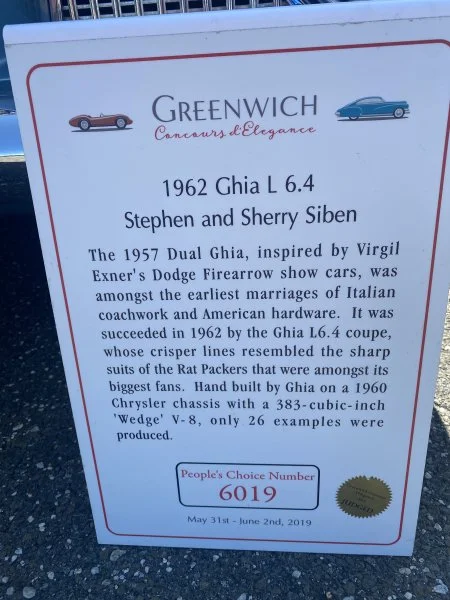 GREENWICH
Concours d'Elegance
1962 Ghia L 6.4
Stephen and Sherry Siben
The 1957 Dual Ghia, inspired by Virgil
Exner's Dodge Firearrow show cars, was
amongst the earliest marriages of Italian
coachwork and American hardware. It was
succeeded in 1962 by the Ghia L6.4 coupe,
whose crisper lines resembled the sharp
suits of the Rat Packers that were amongst its
biggest fans. Hand built by Ghia on a 1960
Chrysler chassis with a 383-cubic-inch
'Wedge' V-8, only 26 examples were
produced.
People's Choice Number
6019
May 31st - June 2nd, 2019